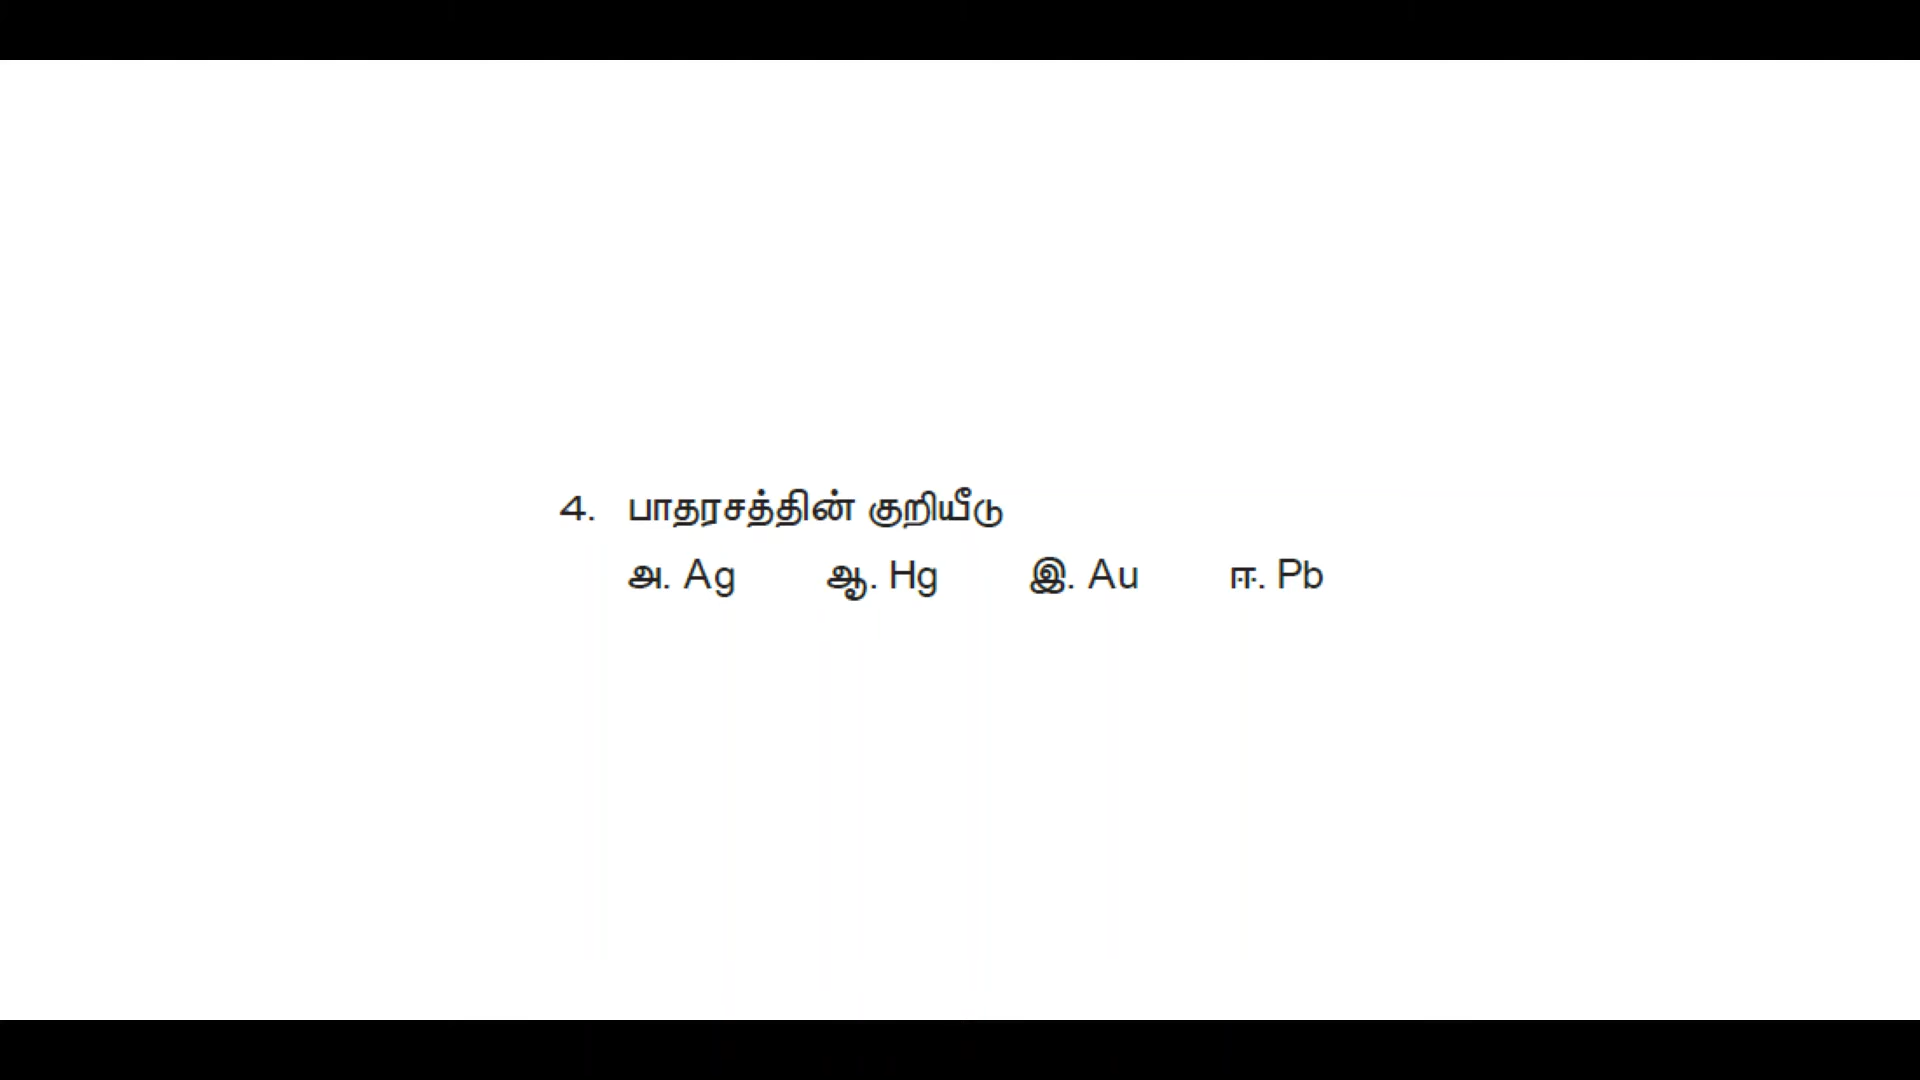 4. பாதரசத்தின் குறியீடு
அ. Ag ஆ. Hg இ. Au ஈ. Pb